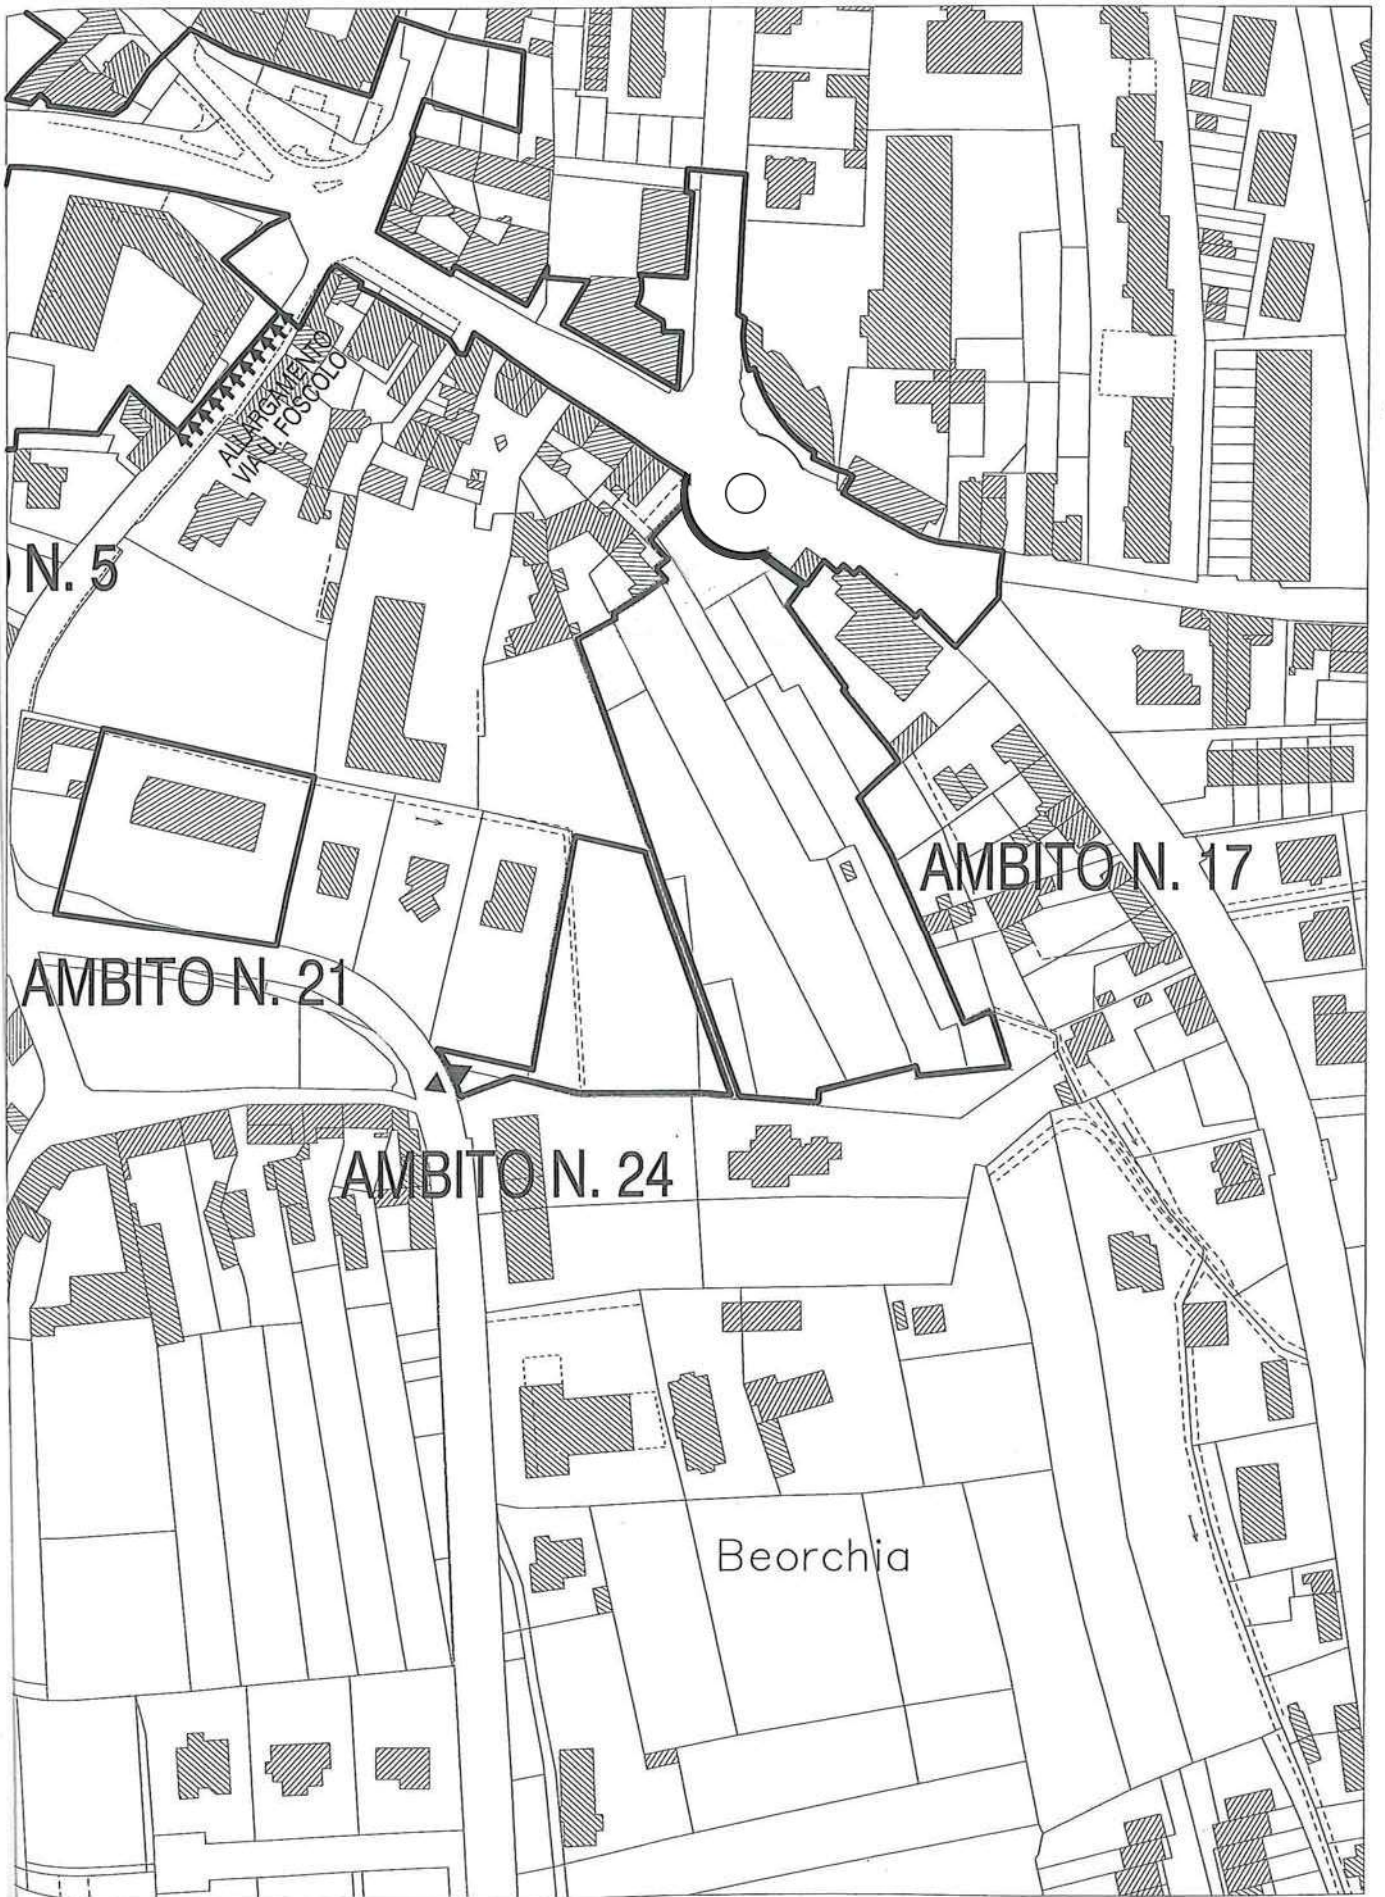 ALLARGAMENTO
VIA U. FOSCOLO
N. 5
AMBITO N. 17
AMBITO N. 21
AMBITO N. 24
Beorchia